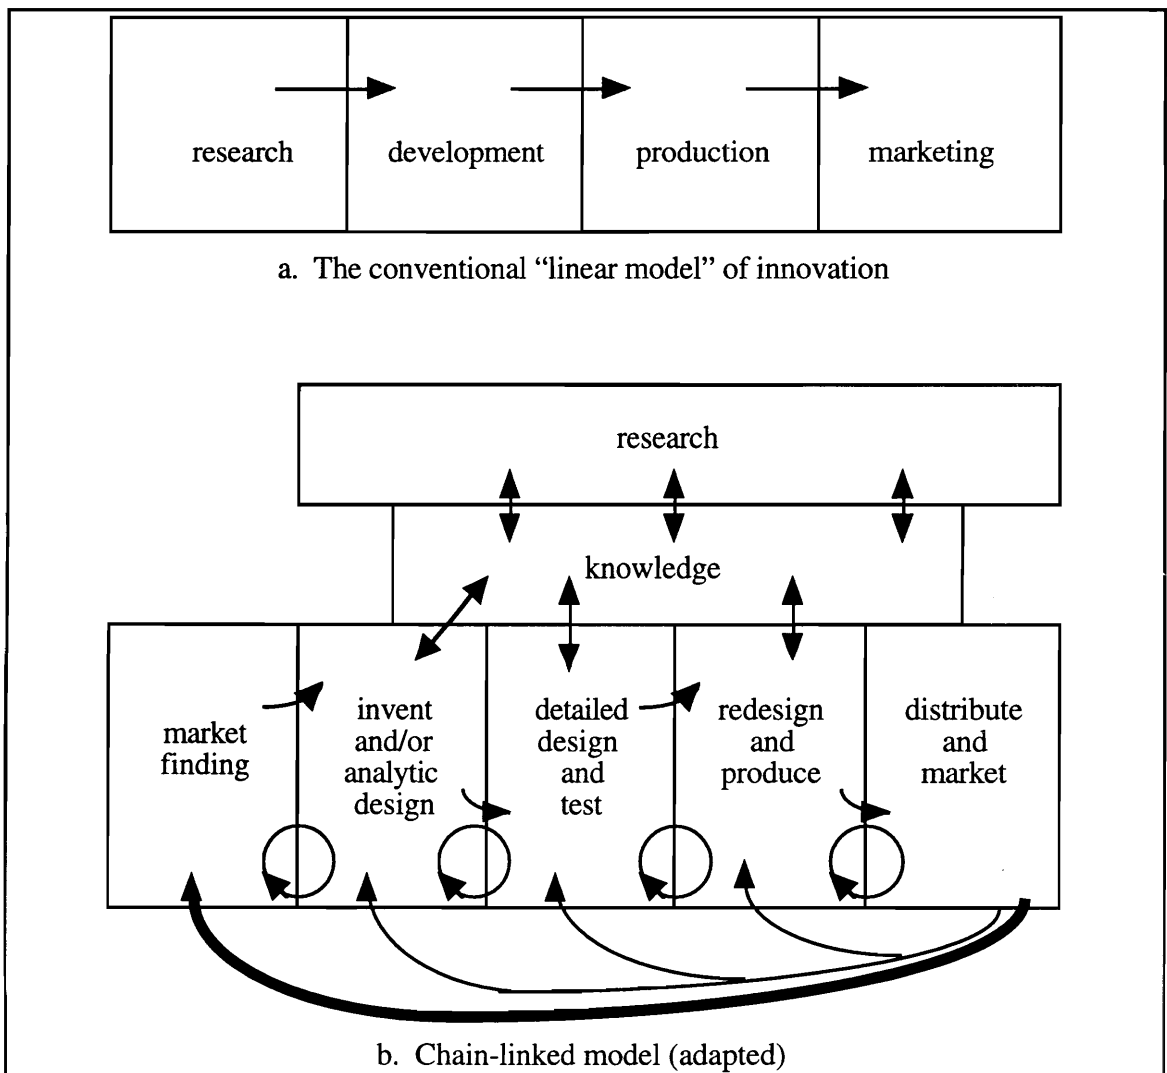 research
development
production
marketing
a. The conventional “linear model” of innovation
research
knowledge
market
finding
invent
and/or
analytic
design
detailed
design
and
test
redesign
and
produce
distribute
and
market
b. Chain-linked model (adapted)